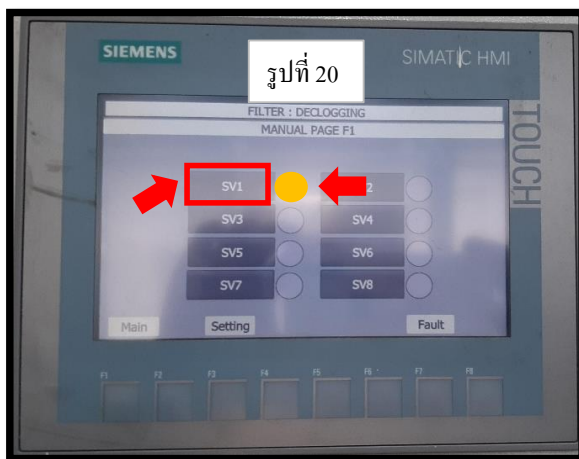 SIEMENS
รูปที่ 20
SIMATIC HMI
TOUCH
FILTER : DECLOGGING
MANUAL PAGE F1
SV1
2
SV3
SV4
SV5
SV6
SV7
SV8
Main
Setting
Fault
F1
F2
F3
F4
F5
F6
F7
F8